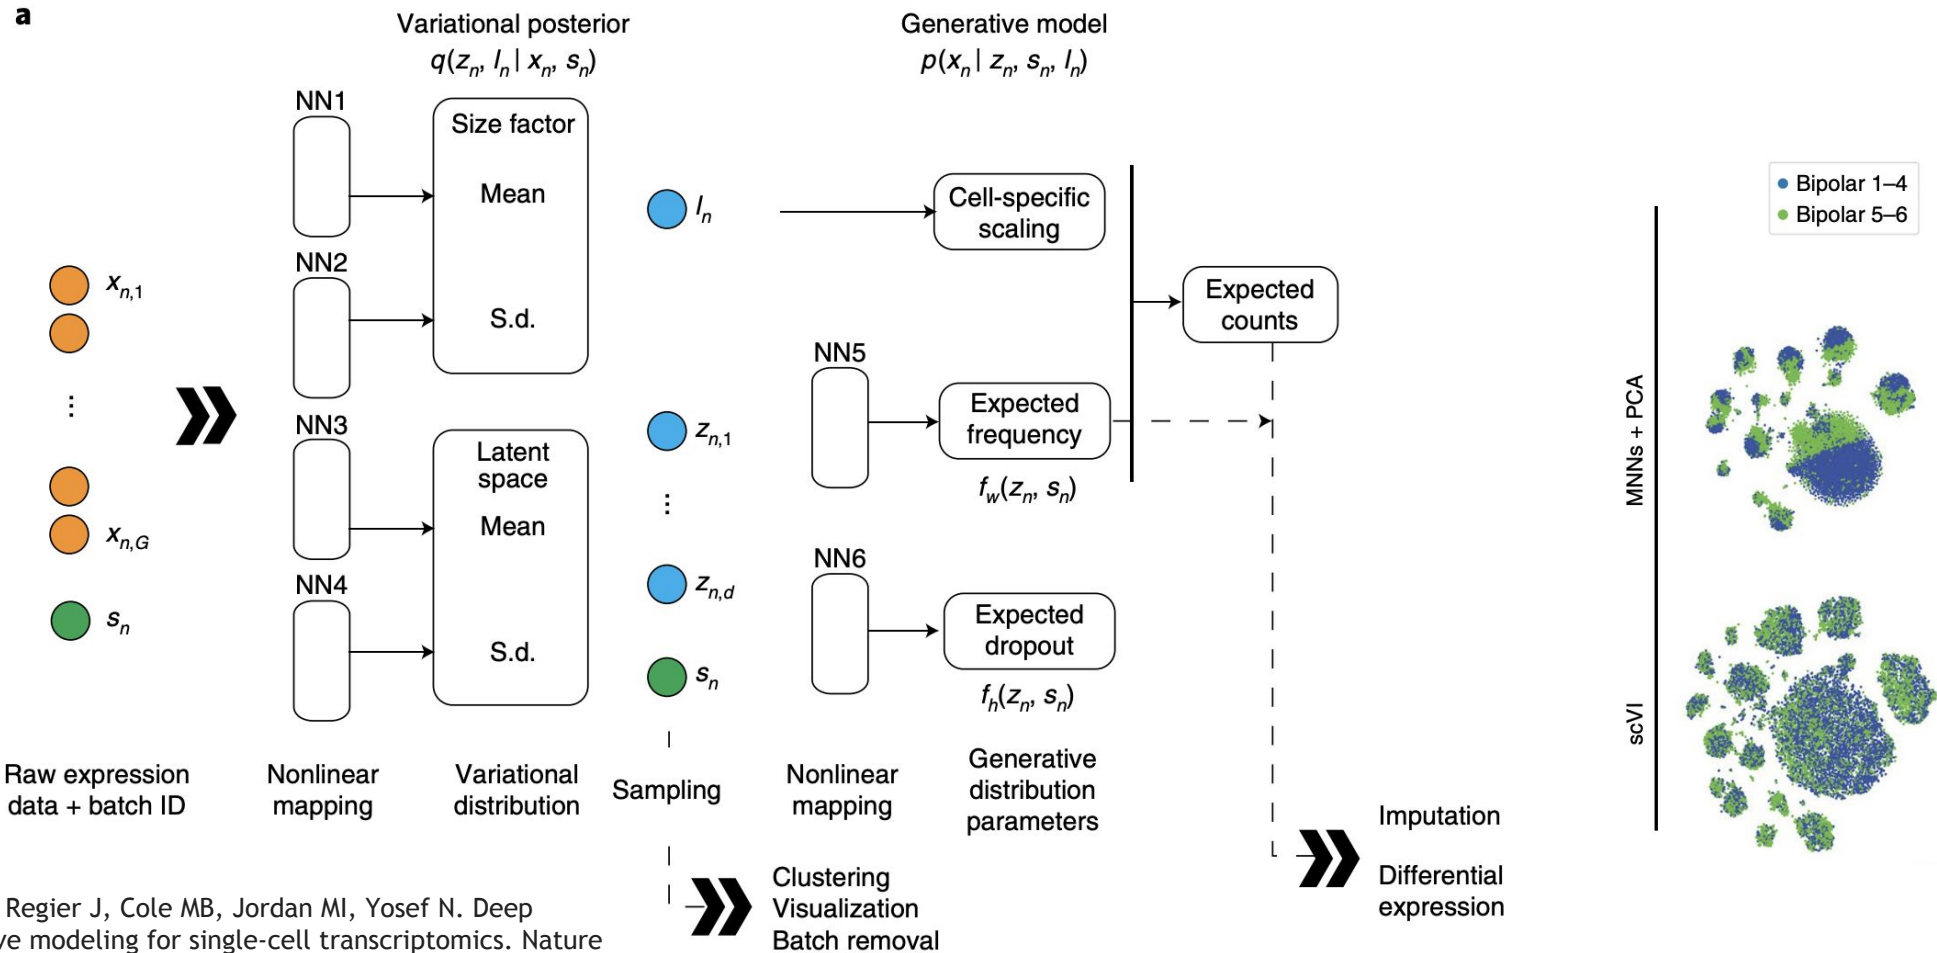 a
Variational posterior
q(zₙ, lₙ | xₙ, sₙ)
Generative model
p(xₙ | zₙ, sₙ, lₙ)
xₙ,₁
⋮
xₙ,G
sₙ
Raw expression
data + batch ID
NN1
NN2
NN3
NN4
Nonlinear
mapping
Size factor
Mean
S.d.
Latent
space
Mean
S.d.
Variational
distribution
lₙ
zₙ,₁
⋮
zₙ,d
sₙ
Sampling
Clustering
Visualization
Batch removal
NN5
NN6
Nonlinear
mapping
Cell-specific
scaling
Expected
frequency
f_w(zₙ, sₙ)
Expected
dropout
fₕ(zₙ, sₙ)
Generative
distribution
parameters
Expected
counts
Imputation
Differential
expression
Bipolar 1–4
Bipolar 5–6
MNNs + PCA
scVI
Regier J, Cole MB, Jordan MI, Yosef N. Deep
ve modeling for single-cell transcriptomics. Nature